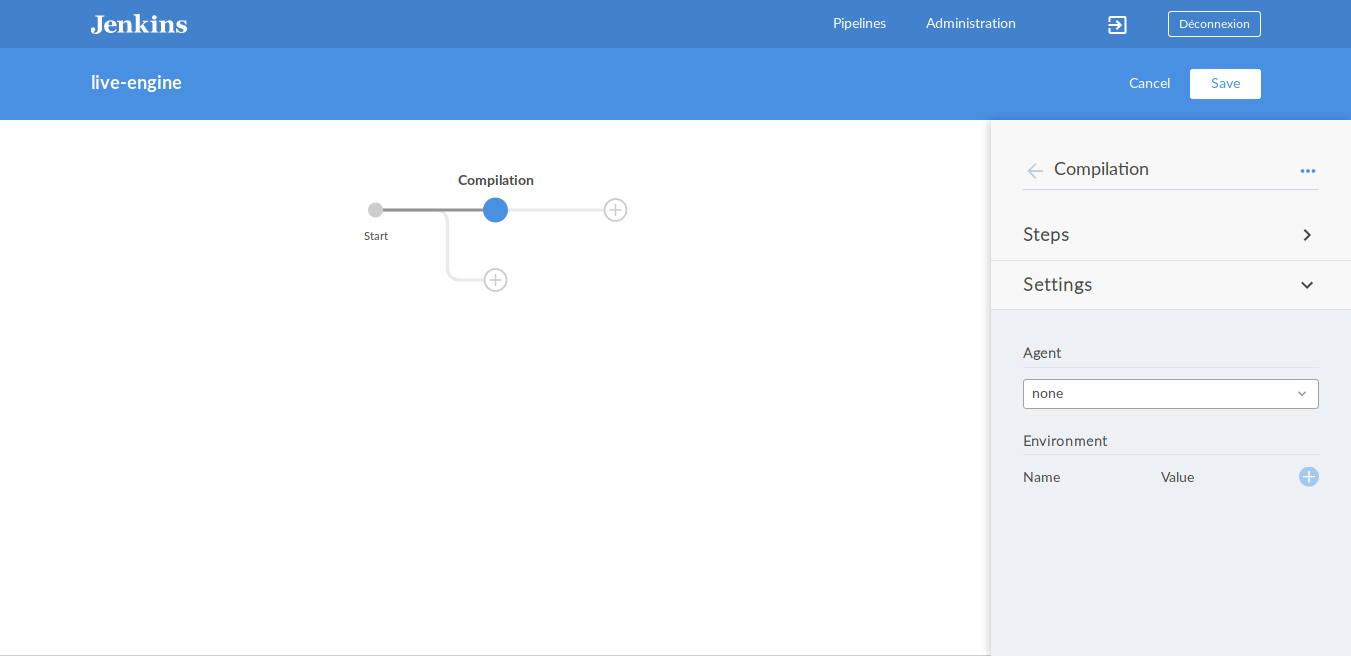 Jenkins
Pipelines
Administration
Déconnexion
live-engine
Cancel
Save
Compilation
Start
Compilation
Steps
Settings
Agent
none
Environment
Name
Value